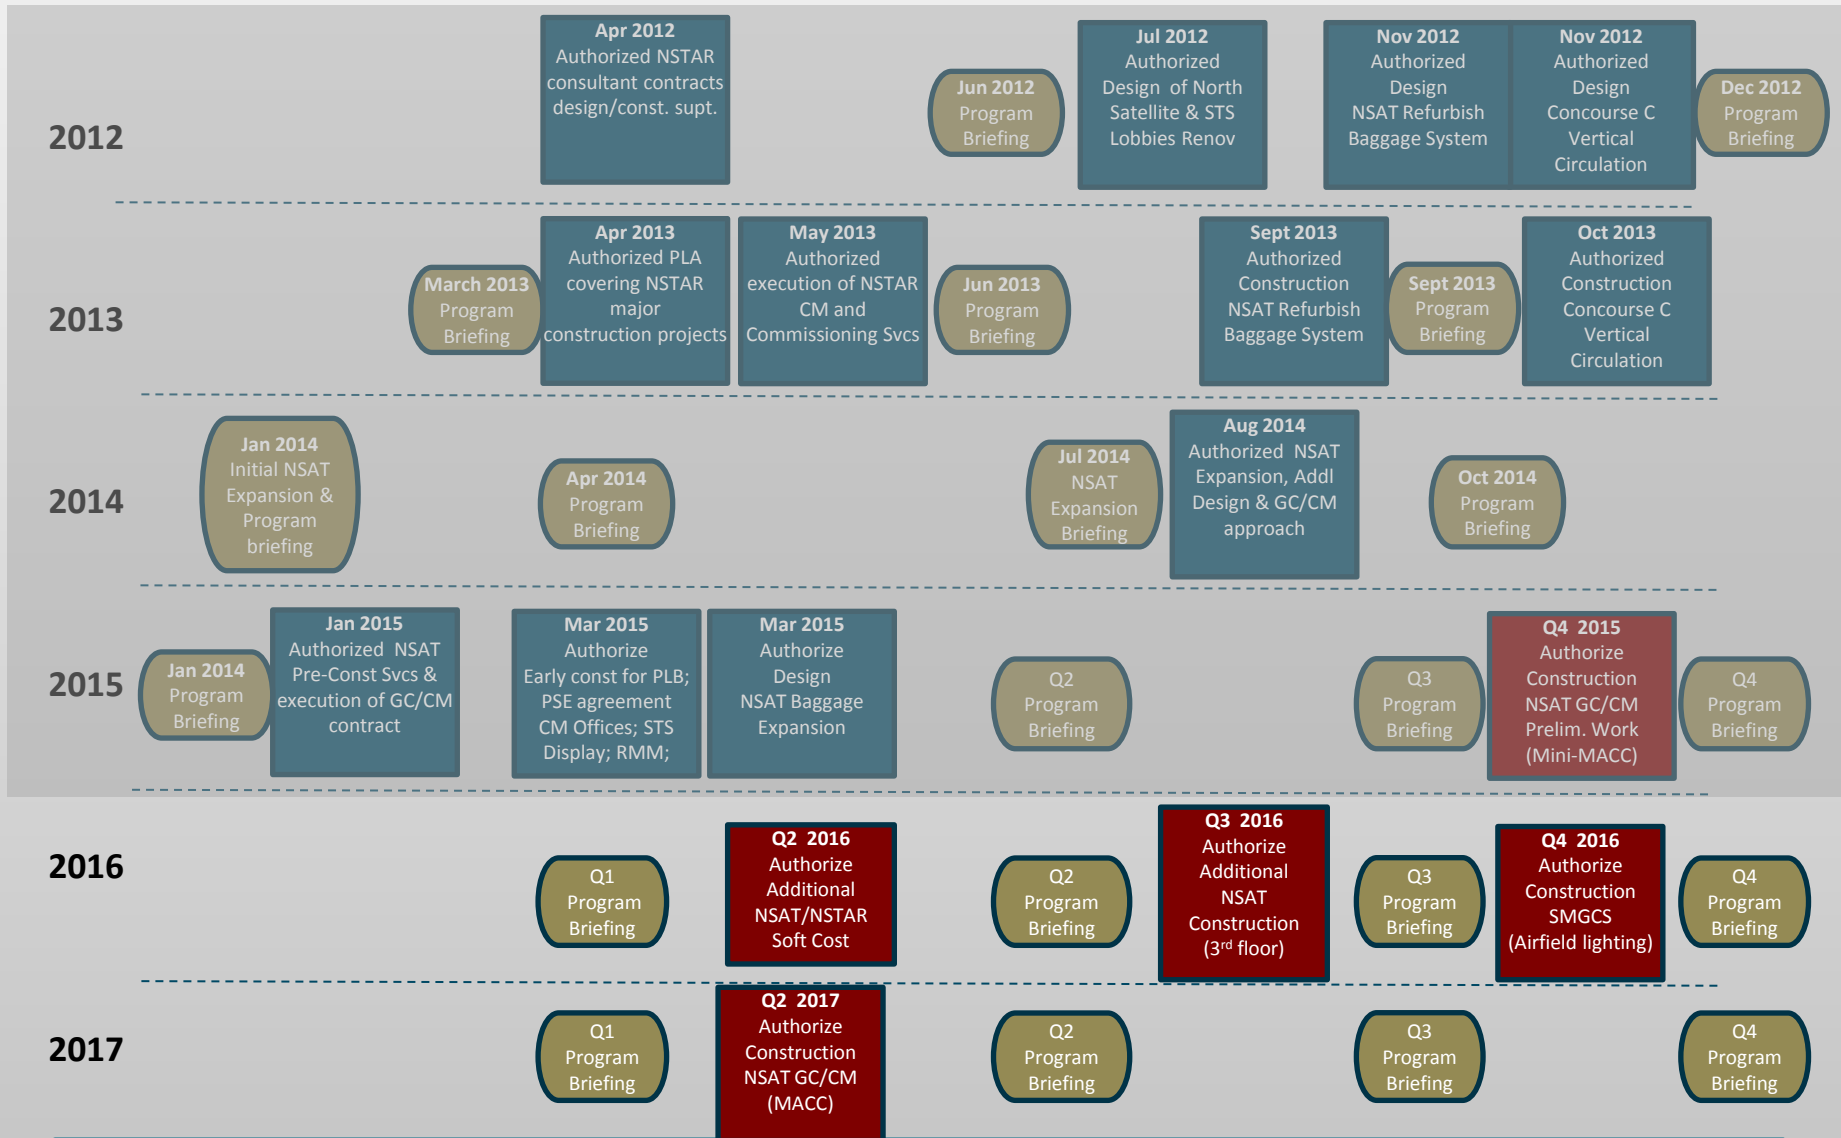 2012
Apr 2012
Authorized NSTAR
consultant contracts
design/const. supt.
Jun 2012
Program
Briefing
Jul 2012
Authorized
Design of North
Satellite & STS
Lobbies Renov
Nov 2012
Authorized
Design
NSAT Refurbish
Baggage System
Nov 2012
Authorized
Design
Concourse C
Vertical
Circulation
Dec 2012
Program
Briefing
2013
March 2013
Program
Briefing
Apr 2013
Authorized PLA
covering NSTAR
major
construction projects
May 2013
Authorized
execution of NSTAR
CM and
Commissioning Svcs
Jun 2013
Program
Briefing
Sept 2013
Authorized
Construction
NSAT Refurbish
Baggage System
Sept 2013
Program
Briefing
Oct 2013
Authorized
Construction
Concourse C
Vertical
Circulation
2014
Jan 2014
Initial NSAT
Expansion &
Program
briefing
Apr 2014
Program
Briefing
Jul 2014
NSAT
Expansion
Briefing
Aug 2014
Authorized NSAT
Expansion, Addl
Design & GC/CM
approach
Oct 2014
Program
Briefing
2015
Jan 2014
Program
Briefing
Jan 2015
Authorized NSAT
Pre-Const Svcs &
execution of GC/CM
contract
Mar 2015
Authorize
Early const for PLB;
PSE agreement
CM Offices; STS
Display; RMM;
Mar 2015
Authorize
Design
NSAT Baggage
Expansion
Q2
Program
Briefing
Q3
Program
Briefing
Q4 2015
Authorize
Construction
NSAT GC/CM
Prelim. Work
(Mini-MACC)
Q4
Program
Briefing
2016
Q1
Program
Briefing
Q2 2016
Authorize
Additional
NSAT/NSTAR
Soft Cost
Q2
Program
Briefing
Q3 2016
Authorize
Additional
NSAT
Construction
(3rd floor)
Q3
Program
Briefing
Q4 2016
Authorize
Construction
SMGCS
(Airfield lighting)
Q4
Program
Briefing
2017
Q1
Program
Briefing
Q2 2017
Authorize
Construction
NSAT GC/CM
(MACC)
Q2
Program
Briefing
Q3
Program
Briefing
Q4
Program
Briefing